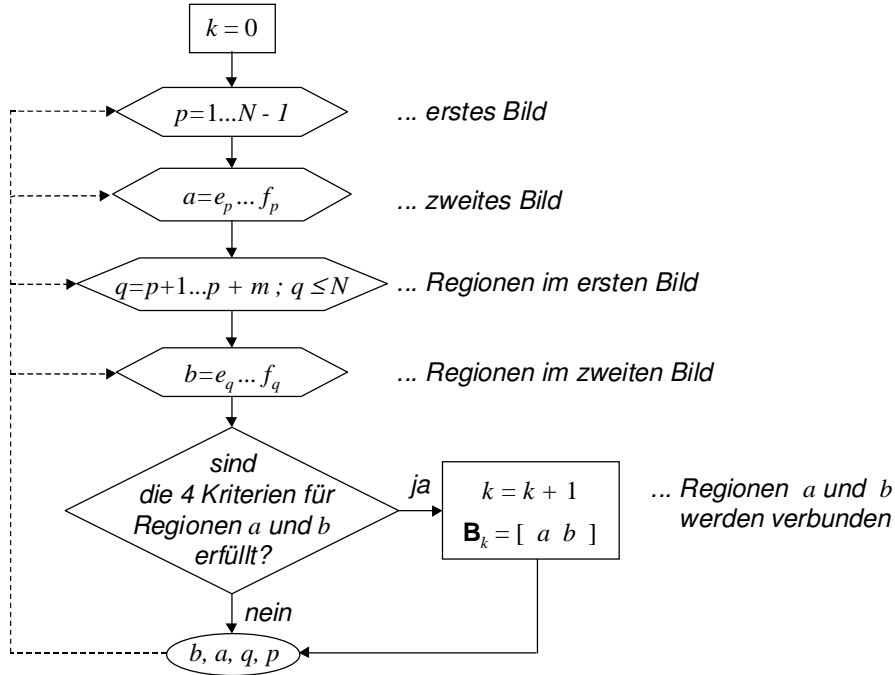 k = 0
p=1...N - 1
... erstes Bild
a=e_p ... f_p
... zweites Bild
q=p+1...p + m ; q ≤ N
... Regionen im ersten Bild
b=e_q ... f_q
... Regionen im zweiten Bild
sind
die 4 Kriterien für
Regionen a und b
erfüllt?
ja
k = k + 1
B_k = [ a b ]
... Regionen a und b
werden verbunden
nein
b, a, q, p